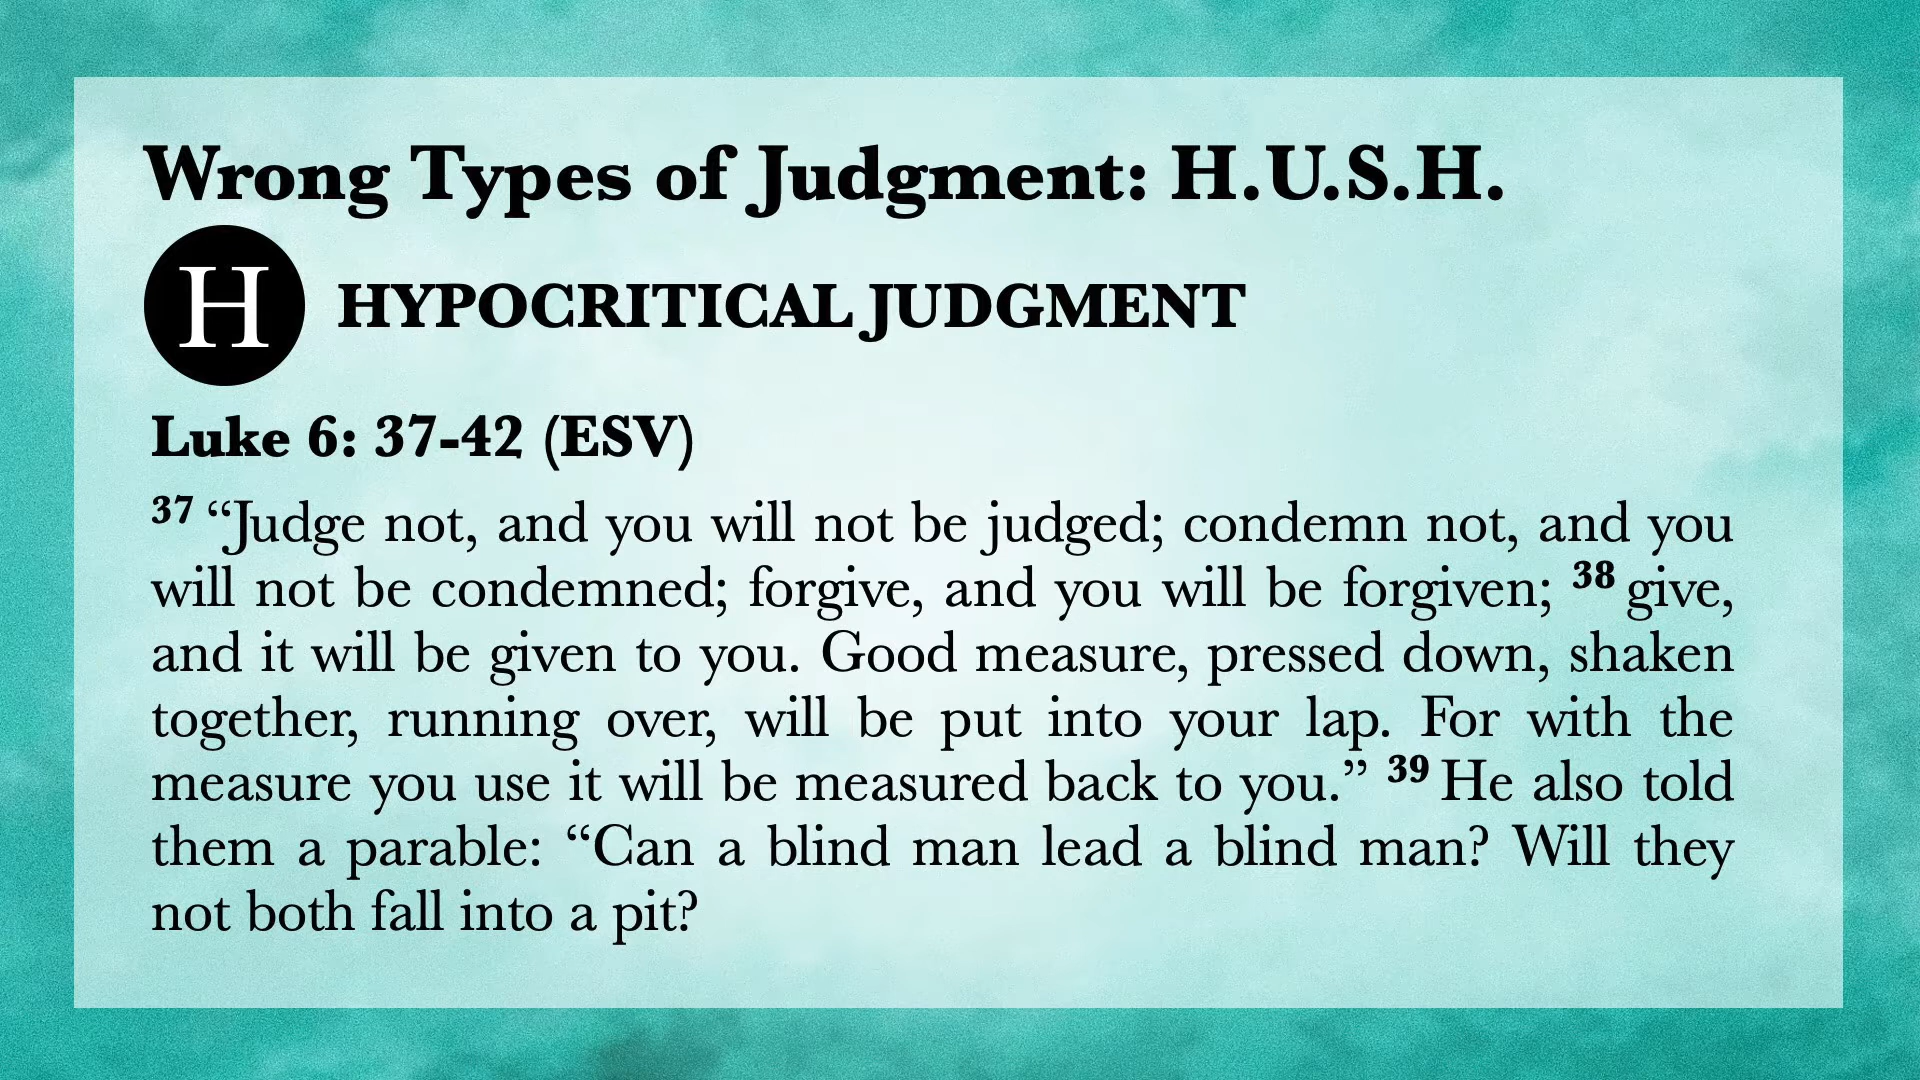 Wrong Types of Judgment: H.U.S.H.
H HYPOCRITICAL JUDGMENT
Luke 6: 37-42 (ESV)
37 “Judge not, and you will not be judged; condemn not, and you
will not be condemned; forgive, and you will be forgiven; 38 give,
and it will be given to you. Good measure, pressed down, shaken
together, running over, will be put into your lap. For with the
measure you use it will be measured back to you.” 39 He also told
them a parable: “Can a blind man lead a blind man? Will they
not both fall into a pit?